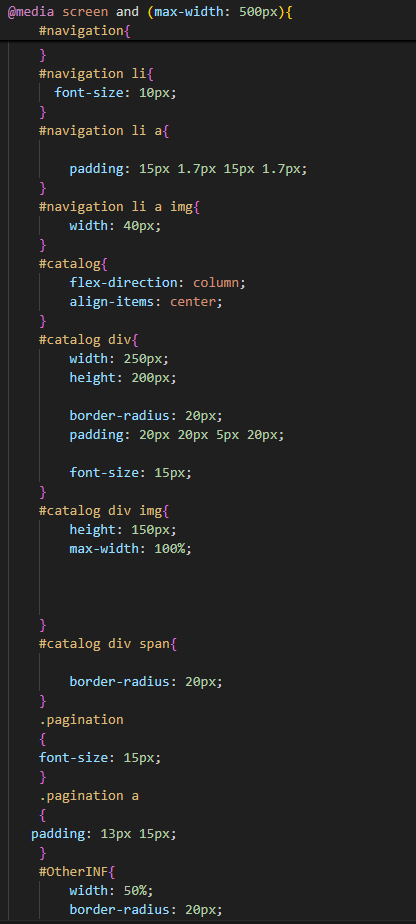 @media screen and (max-width: 500px){
#navigation{
}
#navigation li{
font-size: 10px;
}
#navigation li a{
padding: 15px 1.7px 15px 1.7px;
}
#navigation li a img{
width: 40px;
}
#catalog{
flex-direction: column;
align-items: center;
}
#catalog div{
width: 250px;
height: 200px;
border-radius: 20px;
padding: 20px 20px 5px 20px;
font-size: 15px;
}
#catalog div img{
height: 150px;
max-width: 100%;
}
#catalog div span{
border-radius: 20px;
}
.pagination
{
font-size: 15px;
}
.pagination a
{
padding: 13px 15px;
}
#OtherINF{
width: 50%;
border-radius: 20px;